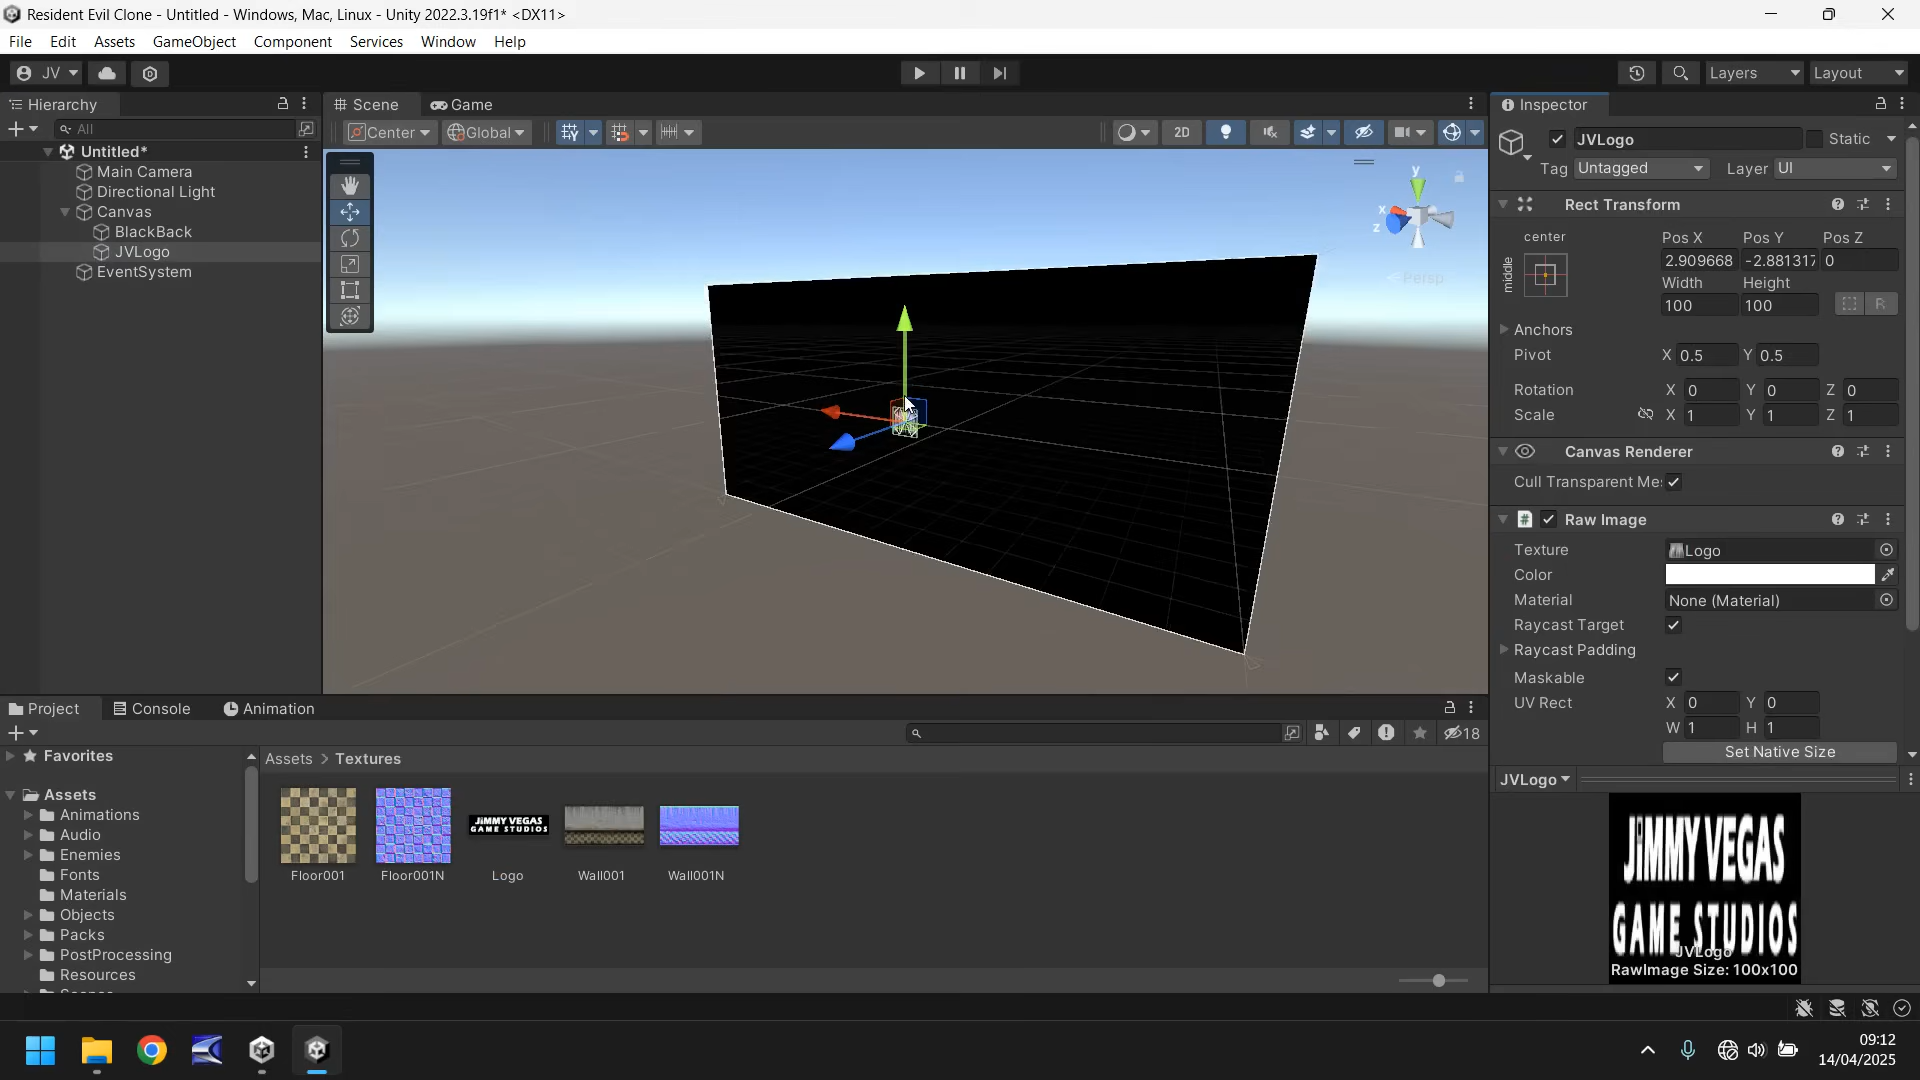 Resident Evil Clone - Untitled - Windows, Mac, Linux - Unity 2022.3.19f1* <DX11>
File Edit Assets GameObject Component Services Window Help
JV Layers Layout
Hierarchy
All
Untitled*
Main Camera
Directional Light
Canvas
BlackBack
JVLogo
EventSystem
Scene Game
Center Global 2D
y
x
z
Persp
Inspector
JVLogo Static
Tag Untagged Layer UI
Rect Transform
center
middle
Pos X Pos Y Pos Z
2.909668 -2.881317 0
Width Height
100 100 R
Anchors
Pivot X 0.5 Y 0.5
Rotation X 0 Y 0 Z 0
Scale X 1 Y 1 Z 1
Canvas Renderer
Cull Transparent Me
# Raw Image
Texture Logo
Color
Material None (Material)
Raycast Target
Raycast Padding
Maskable
UV Rect X 0 Y 0
W 1 H 1
Set Native Size
JVLogo
JIMMY VEGAS
GAME STUDIOS
JVLogo
RawImage Size: 100x100
Project Console Animation
18
Favorites
Assets
Animations
Audio
Enemies
Fonts
Materials
Objects
Packs
PostProcessing
Resources
Assets > Textures
JIMMY VEGAS
GAME STUDIOS
Floor001 Floor001N Logo Wall001 Wall001N
09:12
14/04/2025